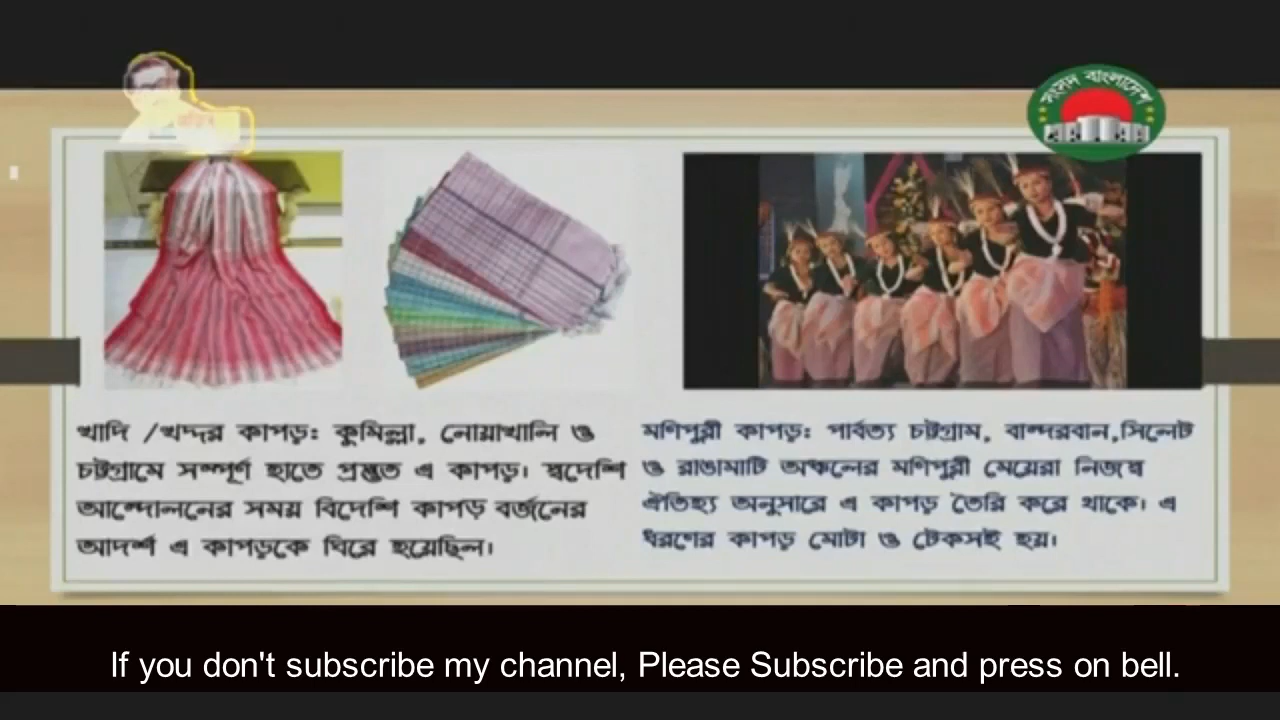 সংসদ বাংলাদেশ
খাদি /খদ্দর কাপড়ঃ কুমিল্লা, নোয়াখালি ও
চট্টগ্রামে সম্পূর্ণ হাতে প্রস্তুত এ কাপড়। স্বদেশি
আন্দোলনের সময় বিদেশি কাপড় বর্জনের
আদর্শ এ কাপড়কে ঘিরে হয়েছিল।
মণিপুরী কাপড়ঃ পার্বত্য চট্টগ্রাম, বান্দরবান,সিলেট
ও রাঙামাটি অঞ্চলের মণিপুরী মেয়েরা নিজস্ব
ঐতিহ্য অনুসারে এ কাপড় তৈরি করে থাকে। এ
ধরণের কাপড় মোটা ও টেকসই হয়।
If you don't subscribe my channel, Please Subscribe and press on bell.